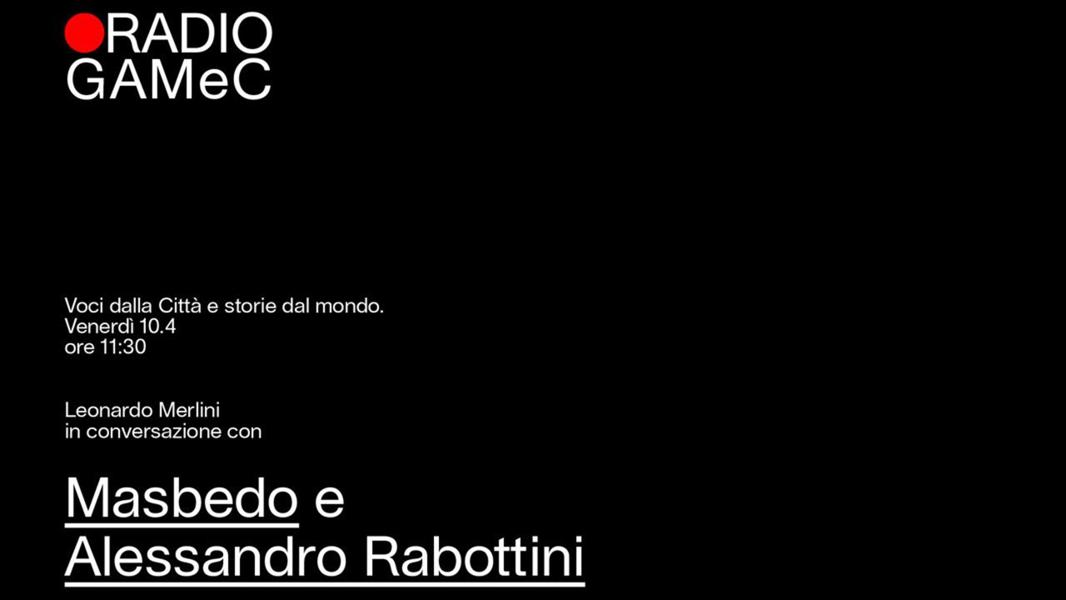 RADIO
GAMeC
Voci dalla Città e storie dal mondo.
Venerdì 10.4
ore 11:30
Leonardo Merlini
in conversazione con
Masbedo e
Alessandro Rabottini